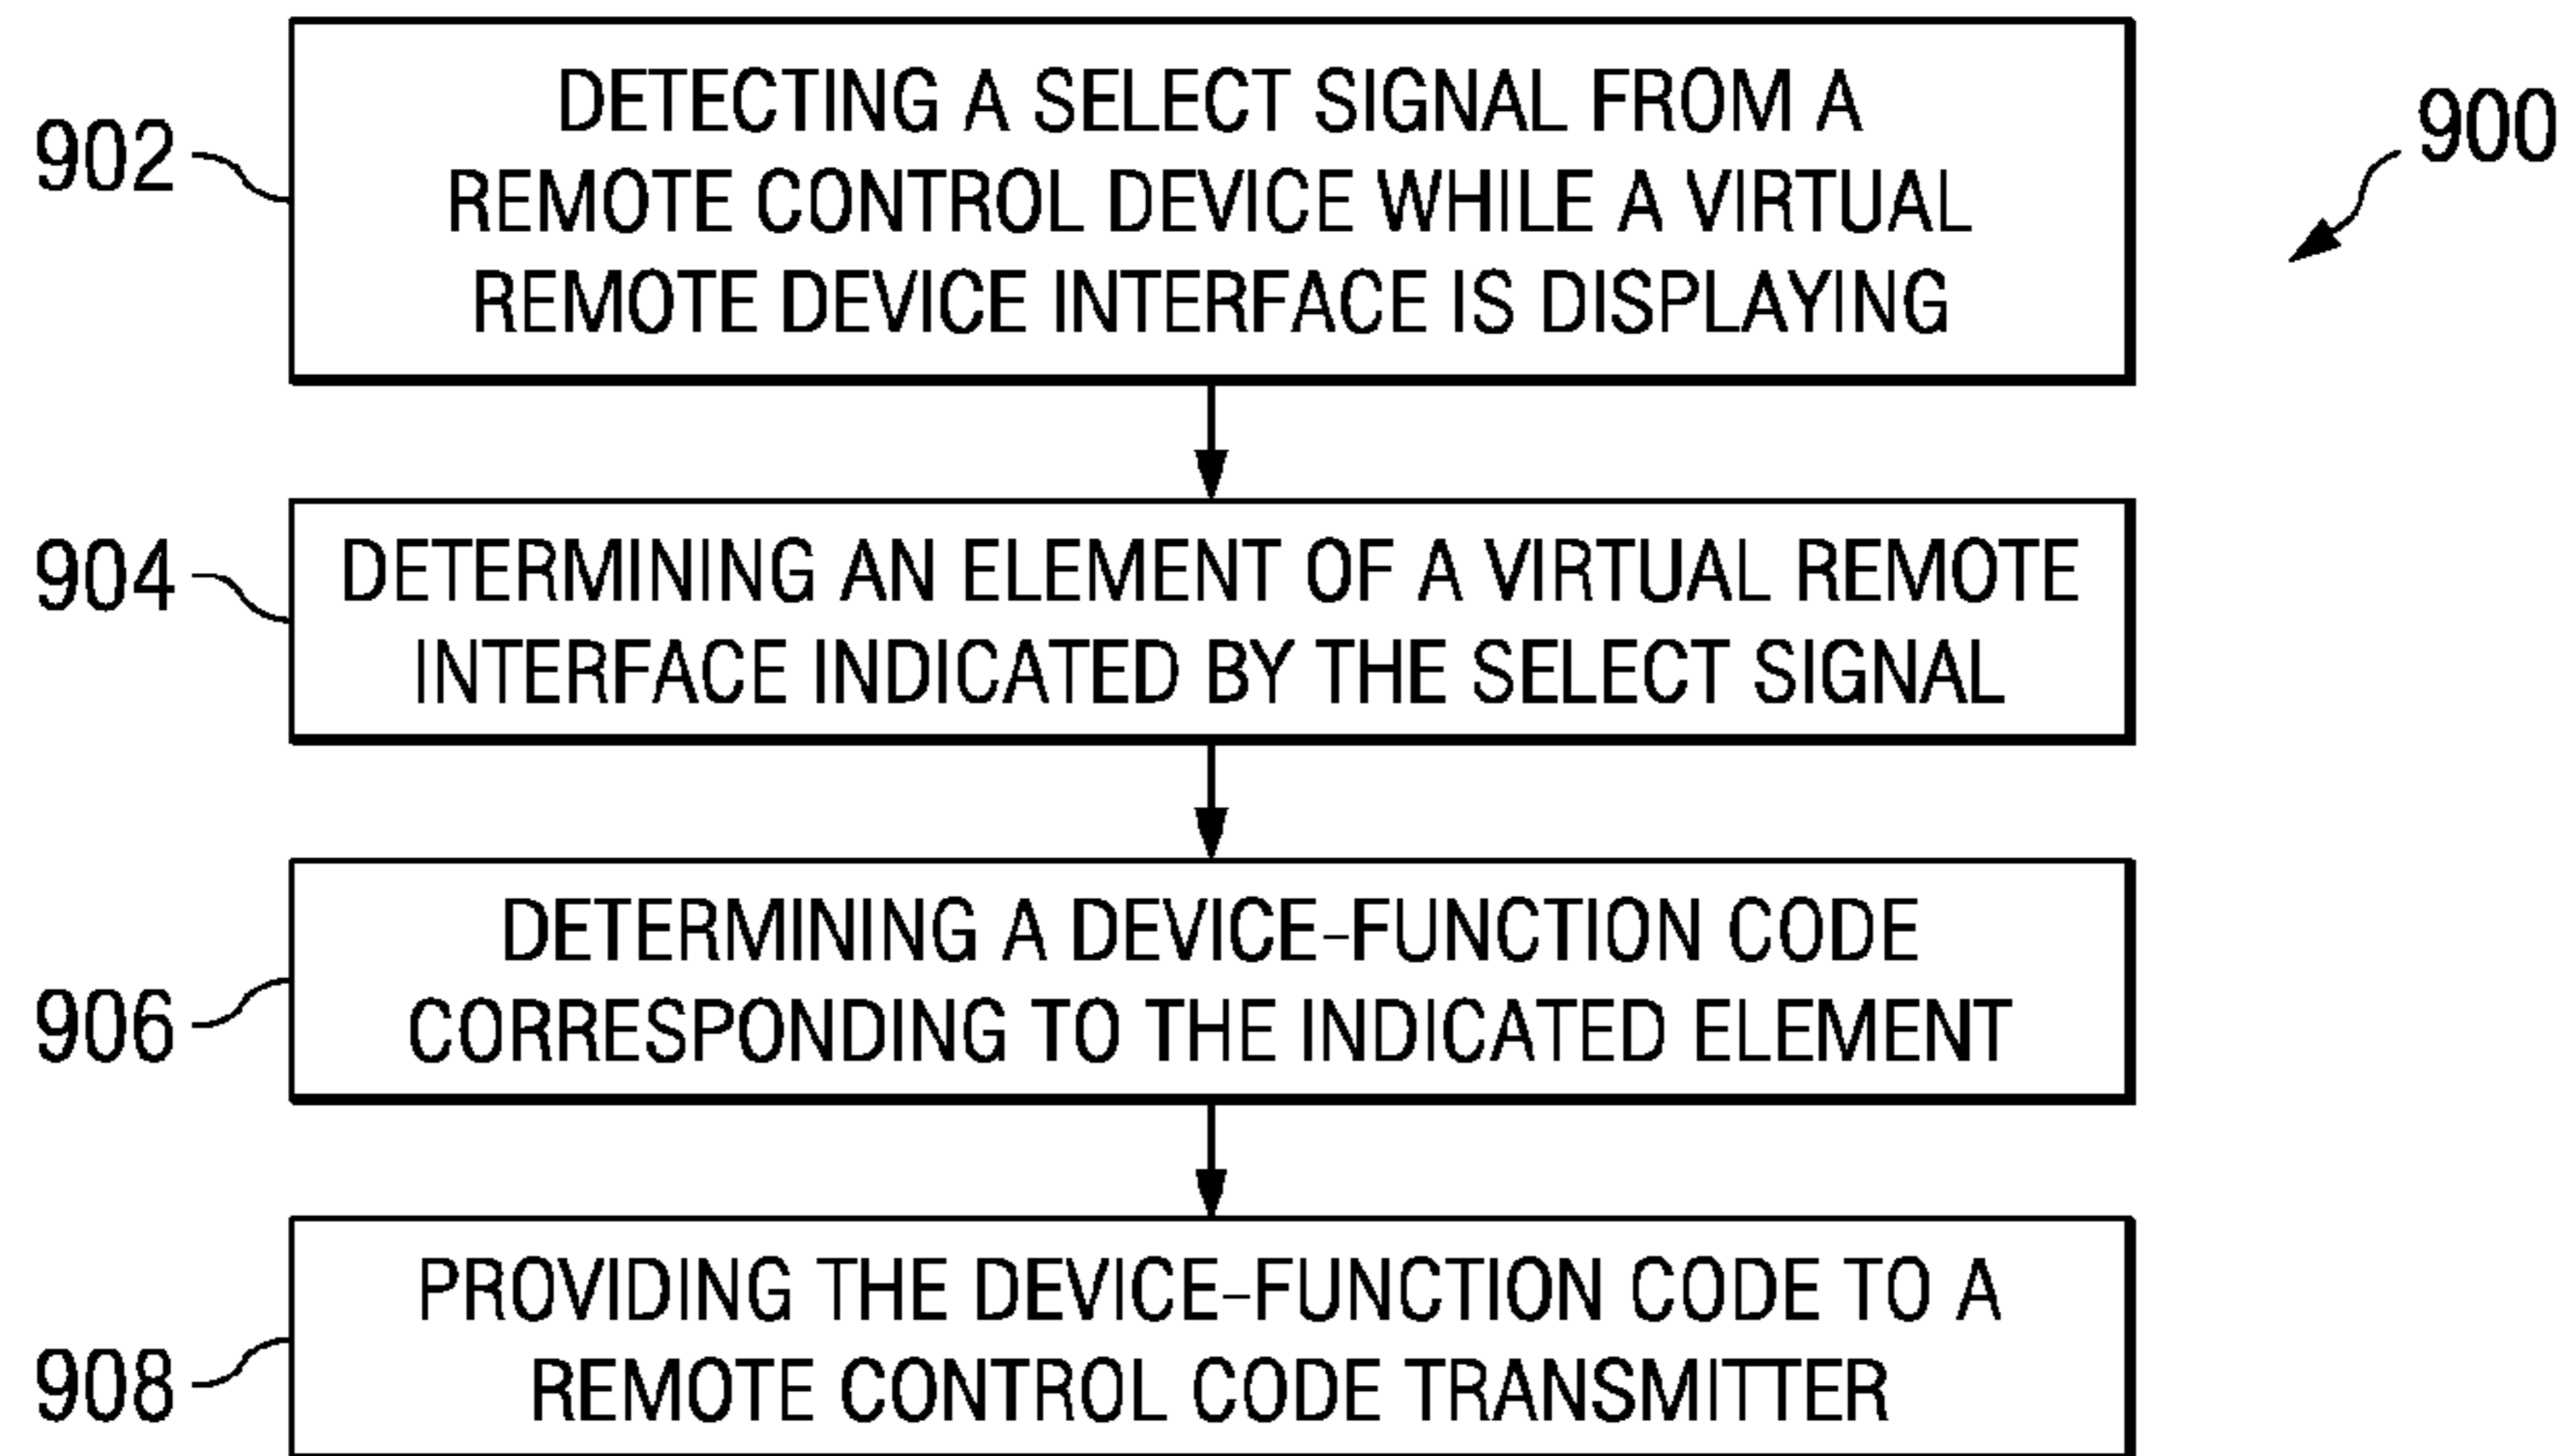 902
DETECTING A SELECT SIGNAL FROM A
REMOTE CONTROL DEVICE WHILE A VIRTUAL
REMOTE DEVICE INTERFACE IS DISPLAYING
900
904
DETERMINING AN ELEMENT OF A VIRTUAL REMOTE
INTERFACE INDICATED BY THE SELECT SIGNAL
906
DETERMINING A DEVICE-FUNCTION CODE
CORRESPONDING TO THE INDICATED ELEMENT
908
PROVIDING THE DEVICE-FUNCTION CODE TO A
REMOTE CONTROL CODE TRANSMITTER